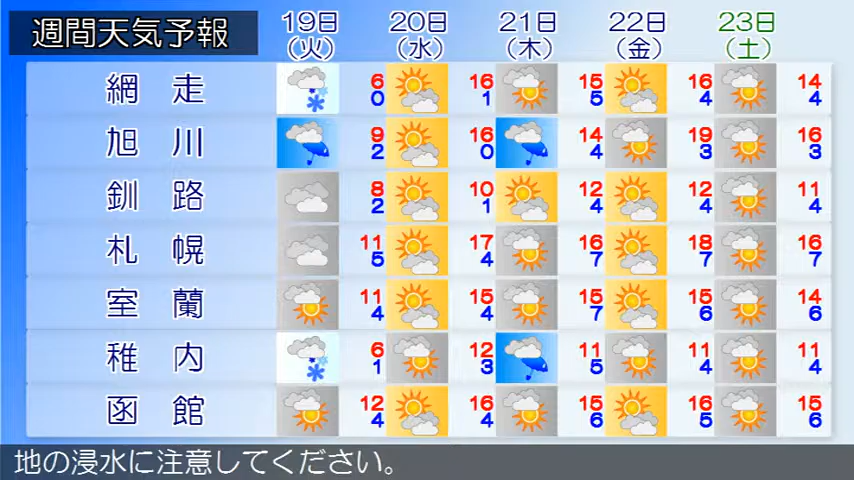 週間天気予報
19日 20日 21日 22日 23日
(火) (水) (木) (金) (土)
網走 6 0 16 1 15 5 16 4 14 4
旭川 9 2 16 0 14 4 19 3 16 3
釧路 8 2 10 1 12 4 12 4 11 4
札幌 11 5 17 4 16 7 18 7 16 7
室蘭 11 4 15 4 15 7 15 6 14 6
稚内 6 1 12 3 11 5 11 4 11 4
函館 12 4 16 4 15 6 16 5 15 6
地の浸水に注意してください。